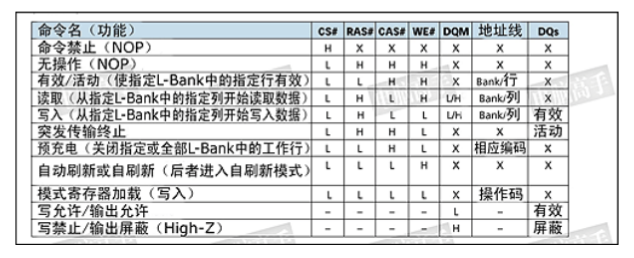 命令名（功能） CS# RAS# CAS# WE# DQM 地址线 DQs
命令禁止（NOP） H X X X X X X
无操作（NOP） L H H H X X X
有效/活动（使指定L-Bank中的指定行有效） L L H H X Bank/行 X
读取（从指定L-Bank中的指定列开始读取数据） L H L H L/H Bank/列 X
写入（从指定L-Bank中的指定列开始写入数据） L H L L L/H Bank/列 有效
突发传输终止 L H H L X X 活动
预充电（关闭指定或全部L-Bank中的工作行） L L H L X 相应编码 X
自动刷新或自刷新（后者进入自刷新模式） L L L H X X X
模式寄存器加载（写入） L L L L X 操作码 X
写允许/输出允许 – – – – L – 有效
写禁止/输出屏蔽（High-Z） – – – – H – 屏蔽